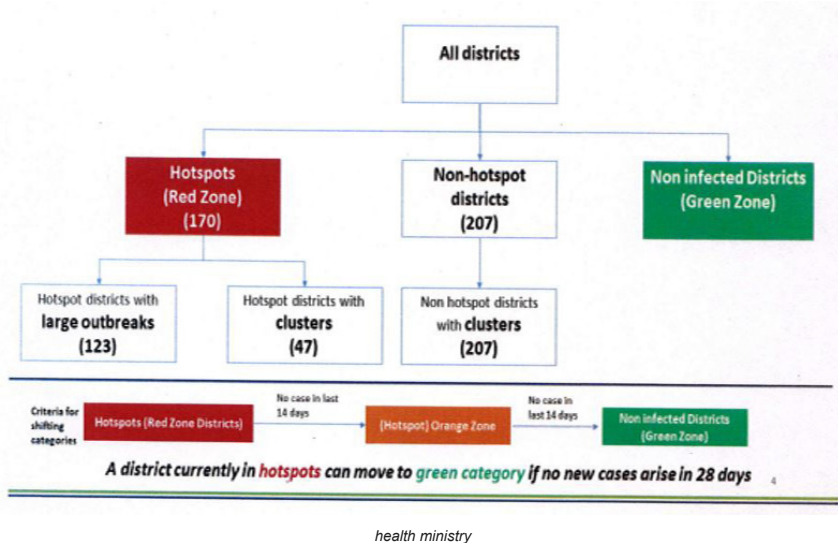 All districts
Hotspots
(Red Zone)
(170)
Non-hotspot
districts
(207)
Non infected Districts
(Green Zone)
Hotspot districts with
large outbreaks
(123)
Hotspot districts with
clusters
(47)
Non hotspot districts
with clusters
(207)
Criteria for
shifting
categories
Hotspots (Red Zone Districts)
No case in last
14 days
(Hotspot) Orange Zone
No case in
last 14 days
Non infected Districts
(Green Zone)
A district currently in hotspots can move to green category if no new cases arise in 28 days
4
health ministry